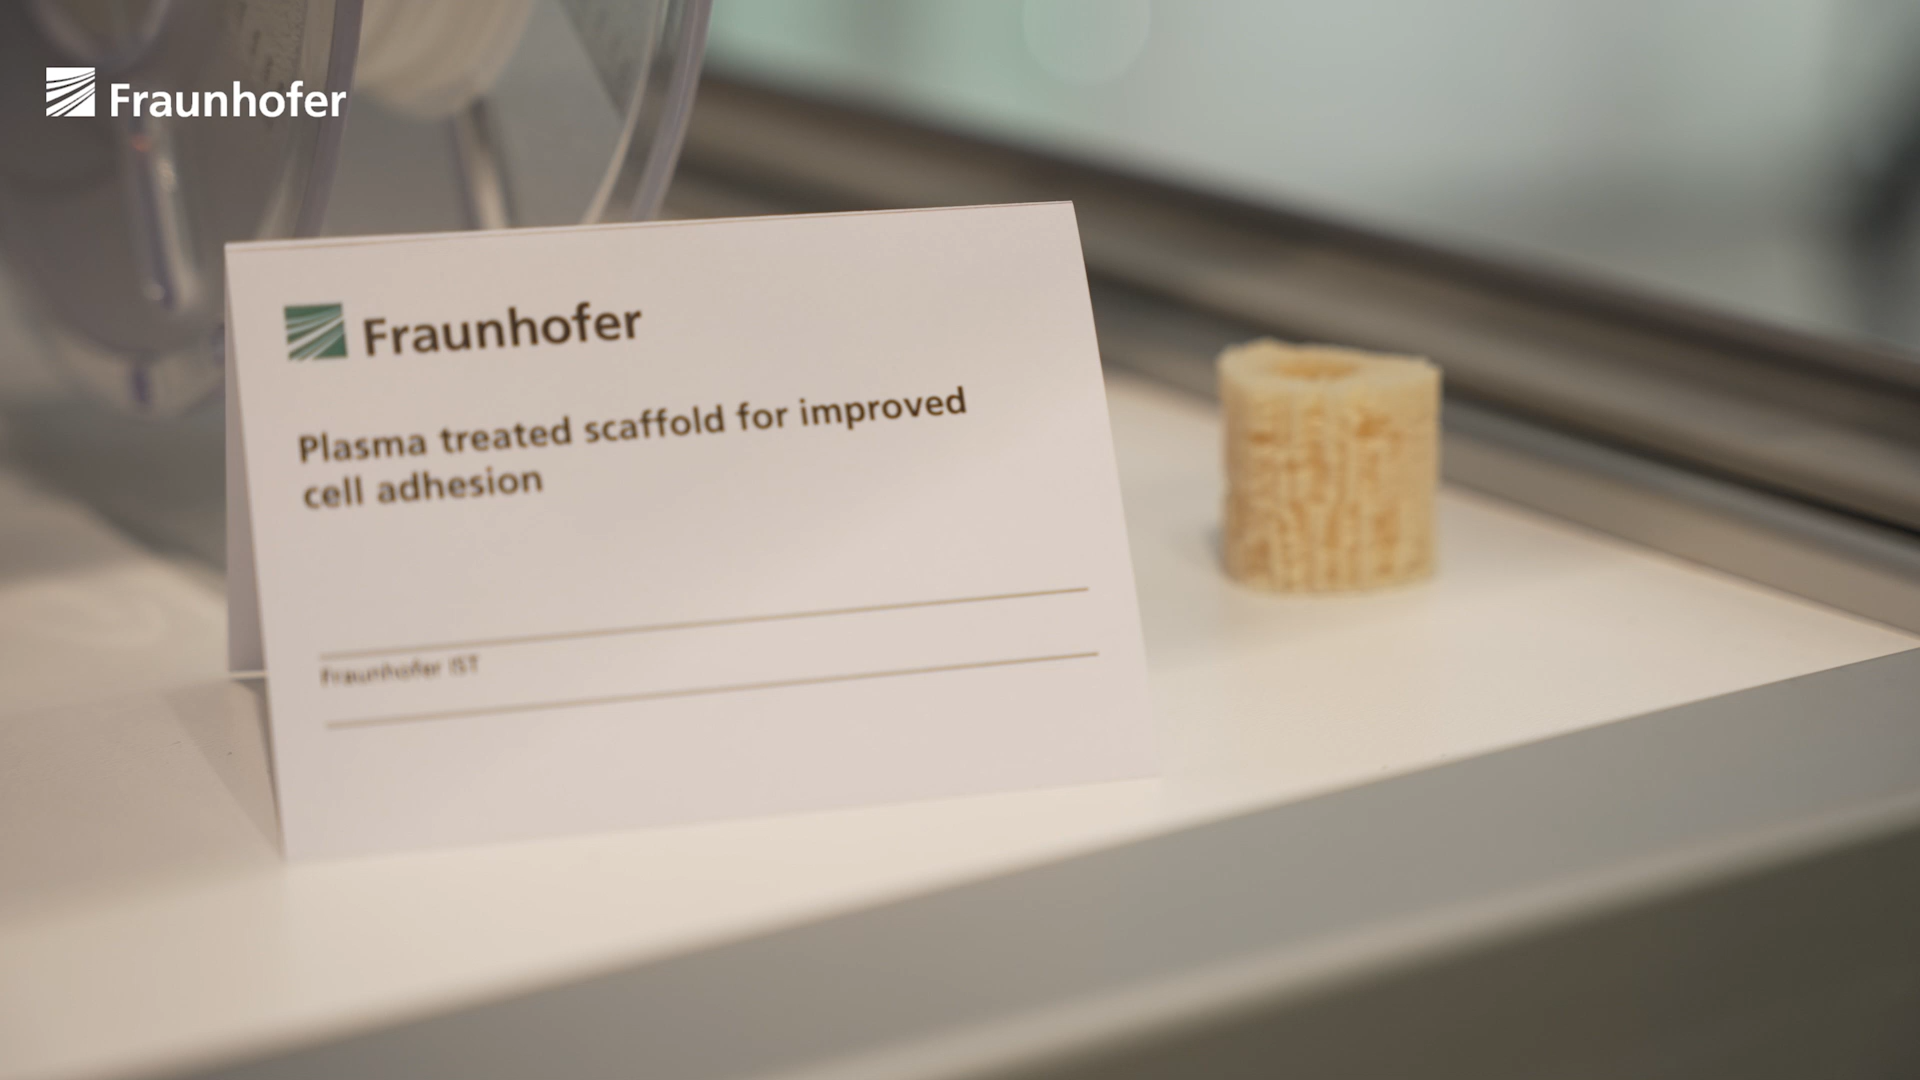 Fraunhofer
Fraunhofer
Plasma treated scaffold for improved
cell adhesion
Fraunhofer IST